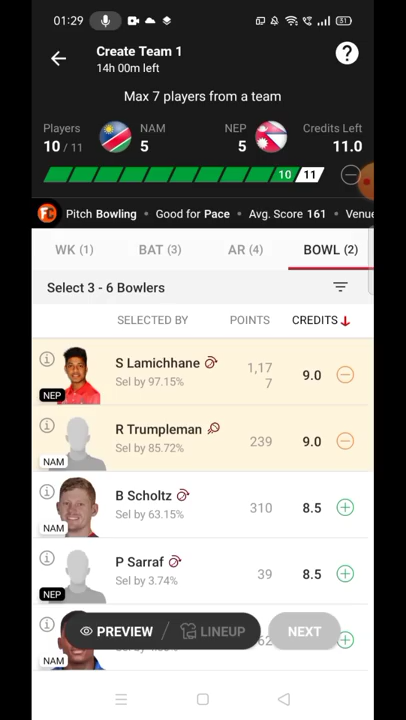 01:29
51
Create Team 1
14h 00m left
?
Max 7 players from a team
Players
NAM
NEP
Credits Left
10 / 11
5
5
11.0
10
11
FC Pitch Bowling • Good for Pace • Avg. Score 161 • Venue
WK (1)
BAT (3)
AR (4)
BOWL (2)
Select 3 - 6 Bowlers
SELECTED BY
POINTS
CREDITS
S Lamichhane
Sel by 97.15%
1,17
7
9.0
NEP
R Trumpleman
Sel by 85.72%
239
9.0
NAM
B Scholtz
Sel by 63.15%
310
8.5
NAM
P Sarraf
Sel by 3.74%
39
8.5
NEP
PREVIEW
LINEUP
NEXT
NAM